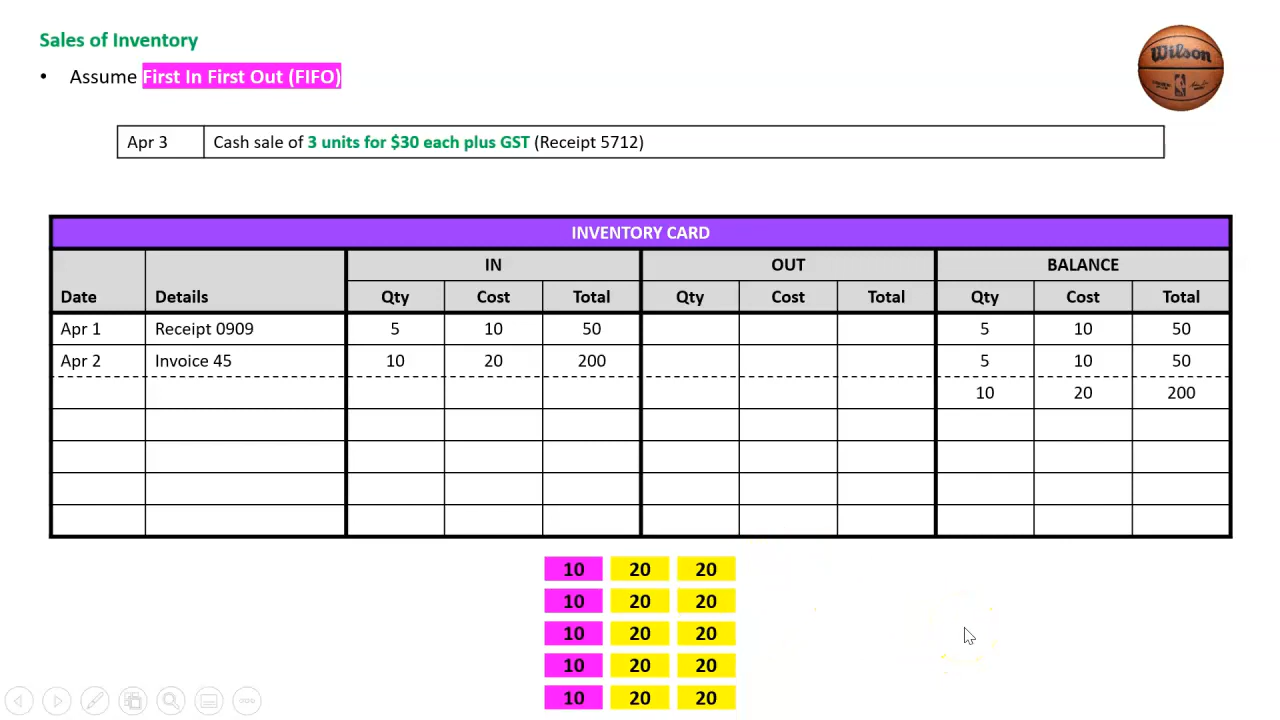 Sales of Inventory
• Assume First In First Out (FIFO)
Wilson
Apr 3 Cash sale of 3 units for $30 each plus GST (Receipt 5712)
INVENTORY CARD
IN OUT BALANCE
Date Details Qty Cost Total Qty Cost Total Qty Cost Total
Apr 1 Receipt 0909 5 10 50 5 10 50
Apr 2 Invoice 45 10 20 200 5 10 50
10 20 200
10 20 20
10 20 20
10 20 20
10 20 20
10 20 20